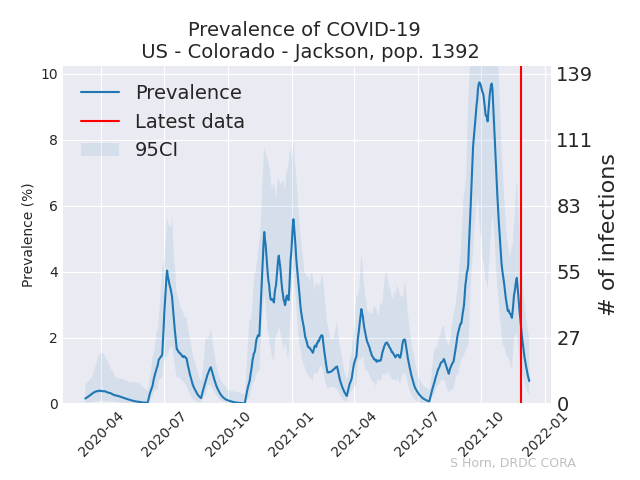 Prevalence of COVID-19
US - Colorado - Jackson, pop. 1392
Prevalence
Latest data
95CI
Prevalence (%)
10
8
6
4
2
0
139
111
83
55
27
0
# of infections
2020-04
2020-07
2020-10
2021-01
2021-04
2021-07
2021-10
2022-01
S Horn, DRDC CORA